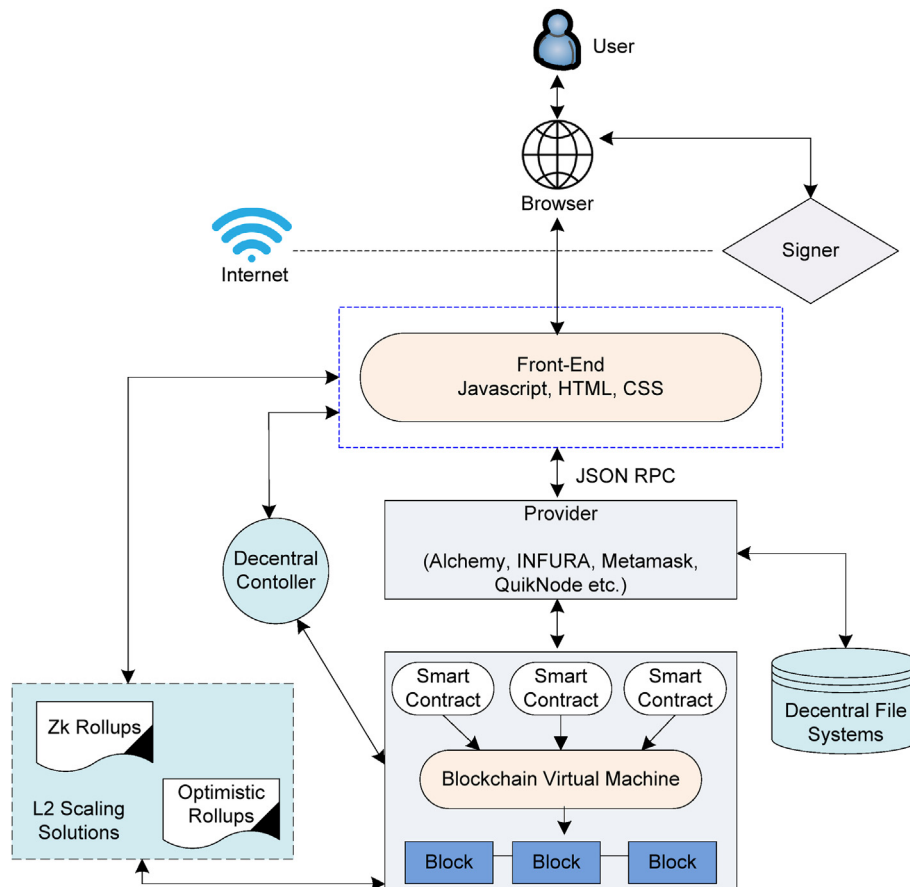 User
Browser
Internet
Signer
Front-End
Javascript, HTML, CSS
JSON RPC
Provider
(Alchemy, INFURA, Metamask,
QuikNode etc.)
Decentral
Contoller
Smart
Contract
Smart
Contract
Smart
Contract
Decentral File
Systems
Blockchain Virtual Machine
Zk Rollups
Optimistic
Rollups
L2 Scaling
Solutions
Block
Block
Block